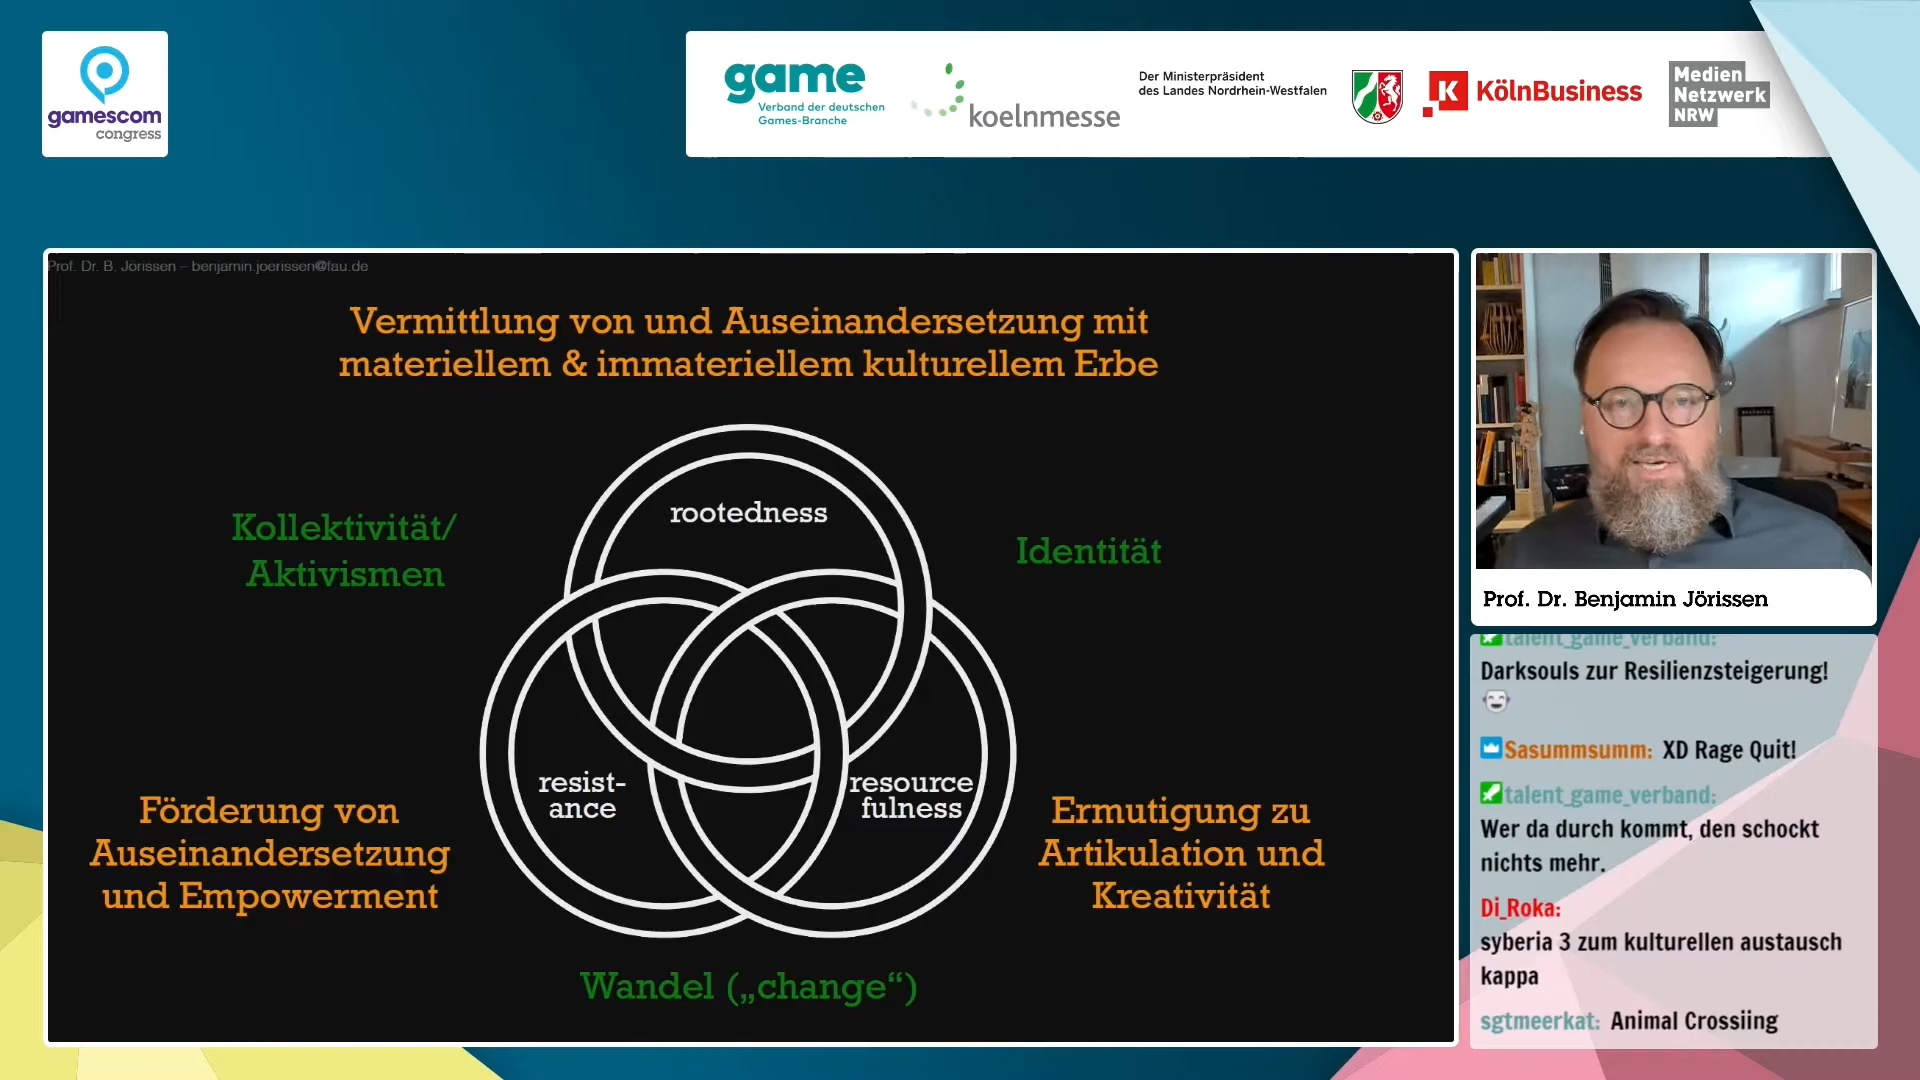 gamescom
congress
game
Verband der deutschen
Games-Branche
koelnmesse
Der Ministerpräsident
des Landes Nordrhein-Westfalen
K KölnBusiness
Medien
Netzwerk
NRW
Prof. Dr. B. Jörissen – benjamin.joerissen@fau.de
Vermittlung von und Auseinandersetzung mit
materiellem & immateriellem kulturellem Erbe
rootedness
Kollektivität/
Aktivismen
Identität
resist-
ance
resource
fulness
Förderung von
Auseinandersetzung
und Empowerment
Ermutigung zu
Artikulation und
Kreativität
Wandel („change“)
Prof. Dr. Benjamin Jörissen
talent_game_verband:
Darksouls zur Resilienzsteigerung!
Sasummsumm: XD Rage Quit!
talent_game_verband:
Wer da durch kommt, den schockt
nichts mehr.
Di_Roka:
syberia 3 zum kulturellen austausch
kappa
sgtmeerkat: Animal Crossiing